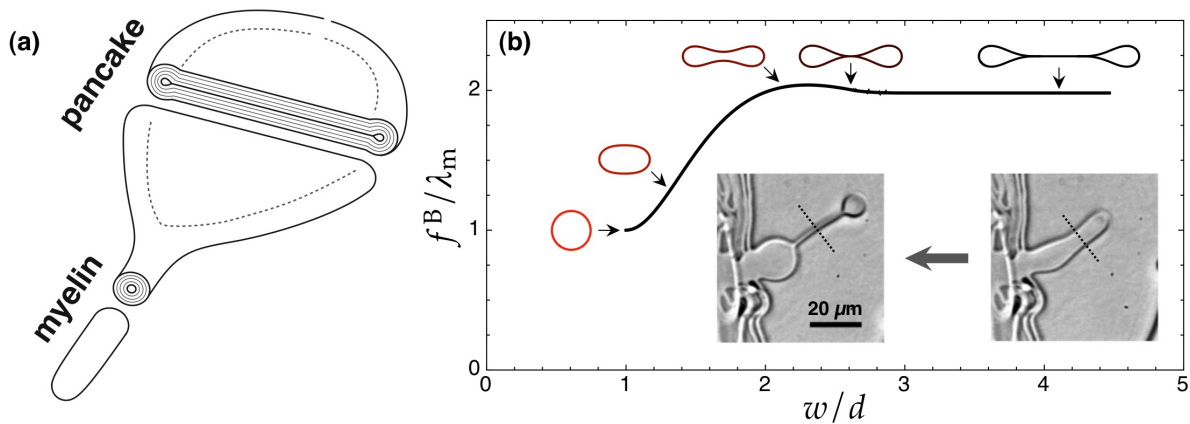 (a)
pancake
myelin
(b)
2
1
0
f^B/λ_m
20 μm
0 1 2 3 4 5
w/d